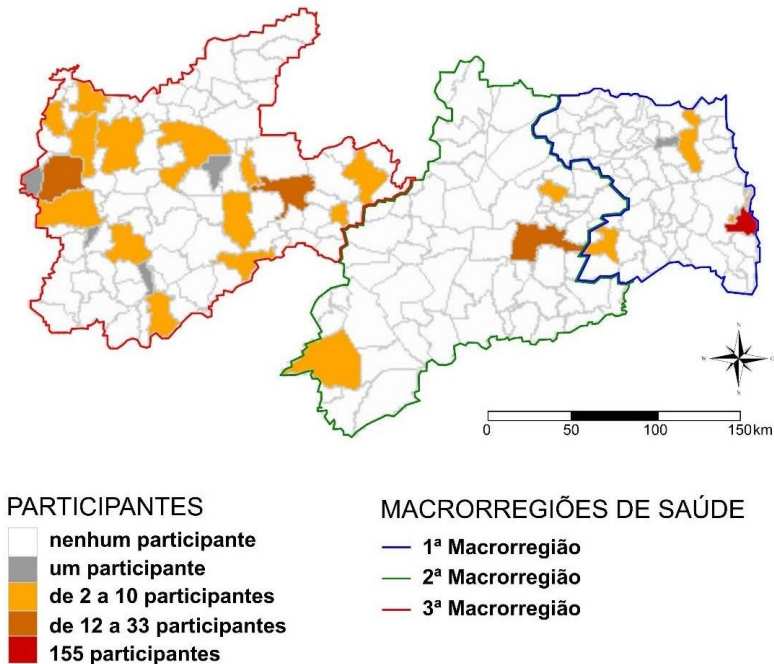 N
W
O
S
0
50
100
150km
PARTICIPANTES
nenhum participante
um participante
de 2 a 10 participantes
de 12 a 33 participantes
155 participantes
MACRORREGIÕES DE SAÚDE
1ª Macrorregião
2ª Macrorregião
3ª Macrorregião